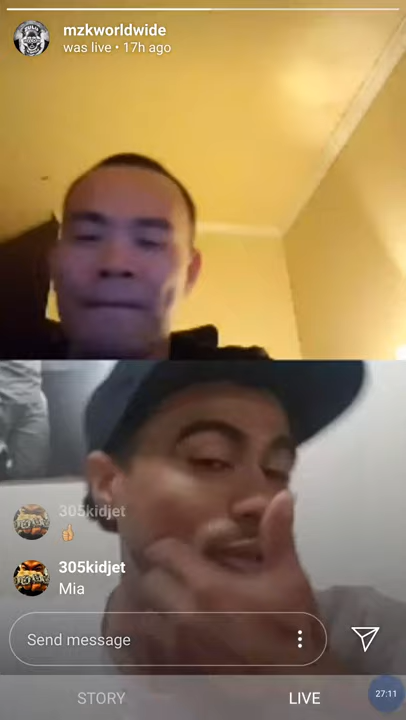 mzkworldwide
was live • 17h ago
305kidjet
👍
305kidjet
Mia
Send message
STORY
LIVE
27:11